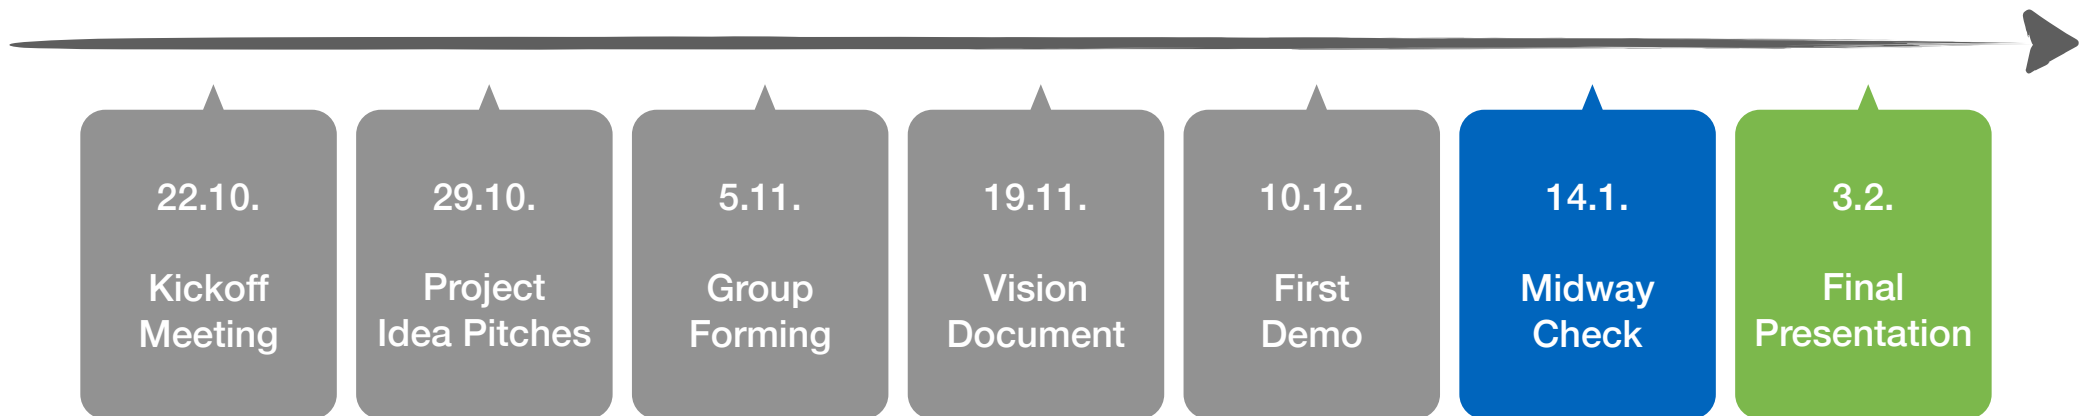 22.10.
Kickoff
Meeting
29.10.
Project
Idea Pitches
5.11.
Group
Forming
19.11.
Vision
Document
10.12.
First
Demo
14.1.
Midway
Check
3.2.
Final
Presentation